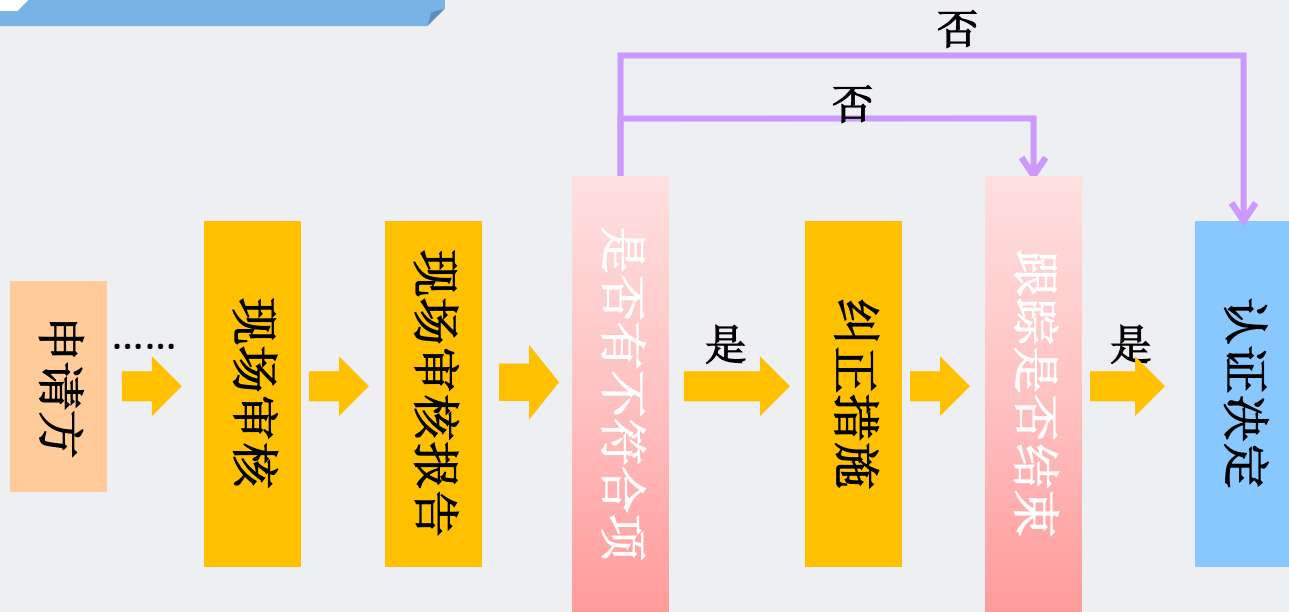 否
否
申请方
……
现场审核
现场审核报告
是否有不符合项
是
纠正措施
跟踪是否结束
是
认证决定